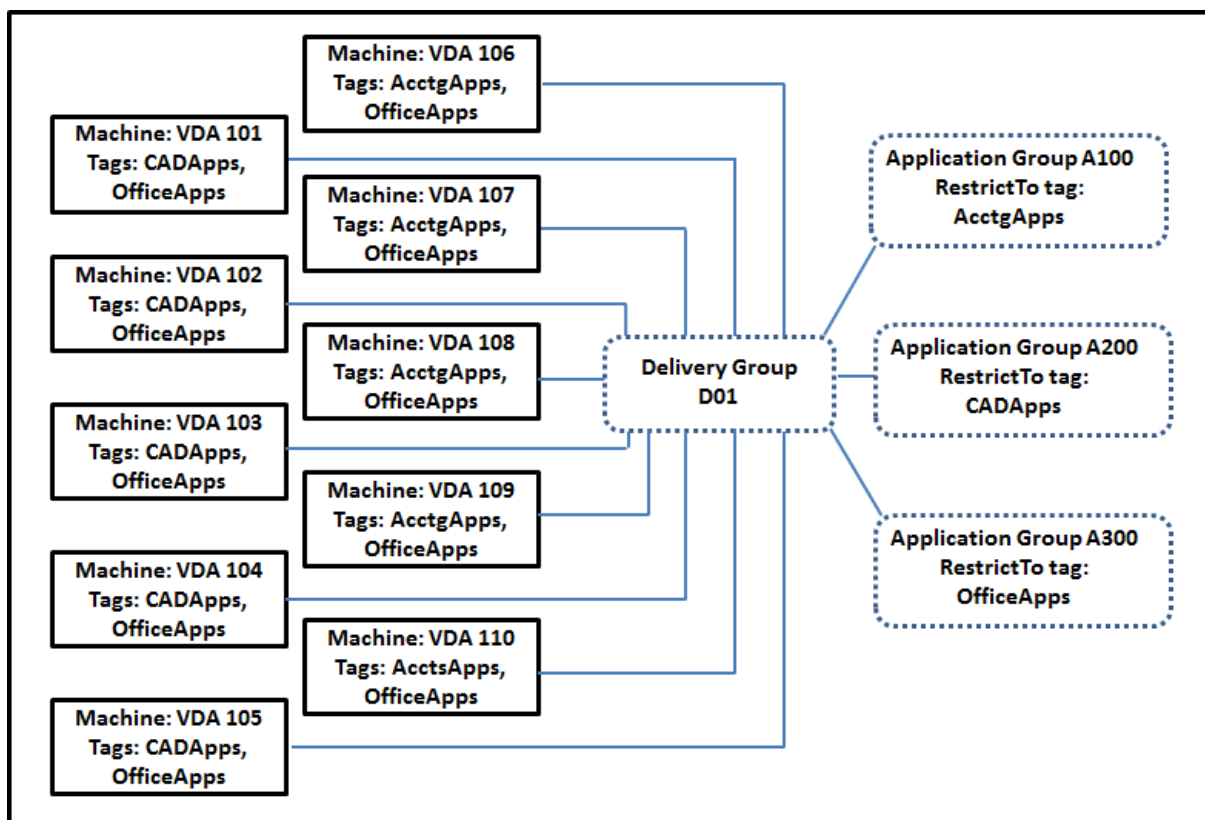 Machine: VDA 106
Tags: AcctgApps,
OfficeApps
Machine: VDA 101
Tags: CADApps,
OfficeApps
Machine: VDA 107
Tags: AcctgApps,
OfficeApps
Machine: VDA 102
Tags: CADApps,
OfficeApps
Machine: VDA 108
Tags: AcctgApps,
OfficeApps
Machine: VDA 103
Tags: CADApps,
OfficeApps
Machine: VDA 109
Tags: AcctgApps,
OfficeApps
Machine: VDA 104
Tags: CADApps,
OfficeApps
Machine: VDA 110
Tags: AcctsApps,
OfficeApps
Machine: VDA 105
Tags: CADApps,
OfficeApps
Delivery Group
D01
Application Group A100
RestrictTo tag:
AcctgApps
Application Group A200
RestrictTo tag:
CADApps
Application Group A300
RestrictTo tag:
OfficeApps